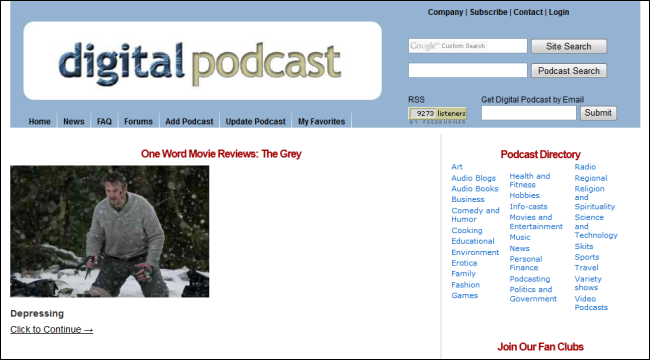 Company | Subscribe | Contact | Login
digital podcast
Google™ Custom Search
Site Search
Podcast Search
RSS
Get Digital Podcast by Email
9273 listeners
BY FEEDBURNER
Submit
Home
News
FAQ
Forums
Add Podcast
Update Podcast
My Favorites
One Word Movie Reviews: The Grey
Depressing
Click to Continue →
Podcast Directory
Art
Audio Blogs
Audio Books
Business
Comedy and
Humor
Cooking
Educational
Environment
Erotica
Family
Fashion
Games
Health and
Fitness
Hobbies
Info-casts
Movies and
Entertainment
Music
News
Personal
Finance
Podcasting
Politics and
Government
Radio
Regional
Religion
and
Spirituality
Science
and
Technology
Skits
Sports
Travel
Variety
shows
Video
Podcasts
Join Our Fan Clubs